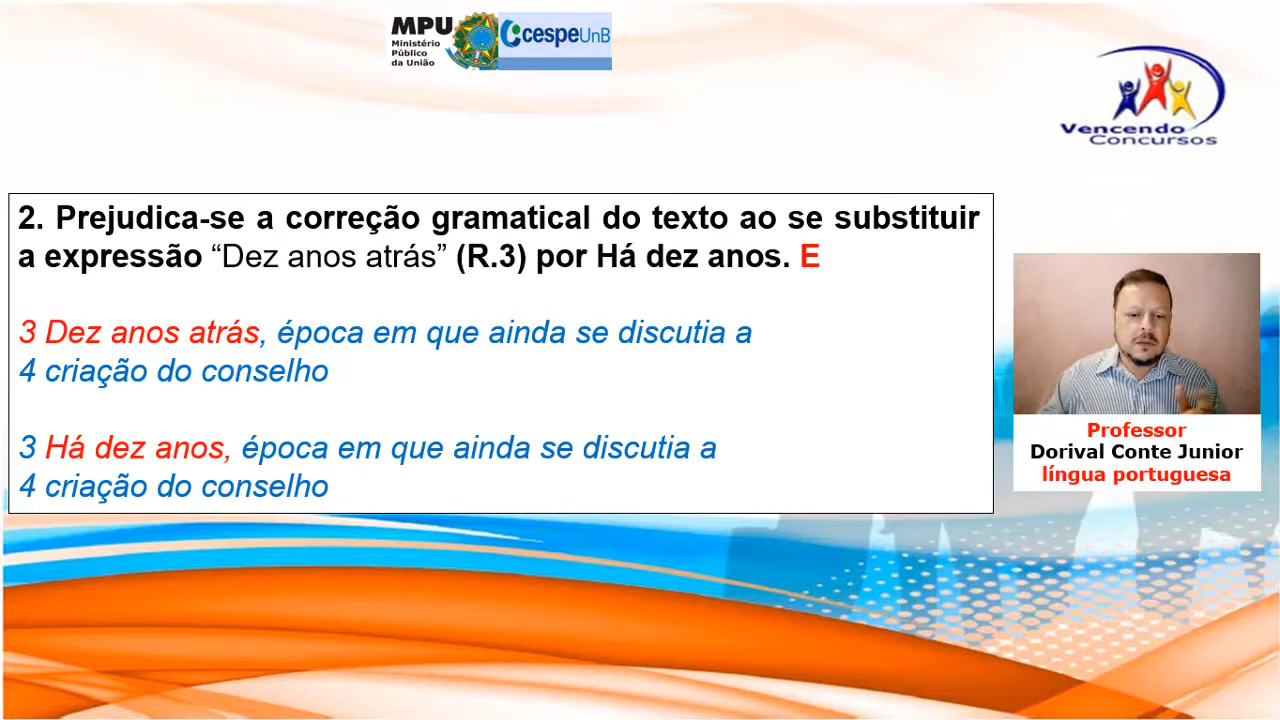 MPU
Ministério
Público
da União
cespeUnB
Vencendo
Concursos
2. Prejudica-se a correção gramatical do texto ao se substituir
a expressão “Dez anos atrás” (R.3) por Há dez anos. E
3 Dez anos atrás, época em que ainda se discutia a
4 criação do conselho
3 Há dez anos, época em que ainda se discutia a
4 criação do conselho
Professor
Dorival Conte Junior
língua portuguesa